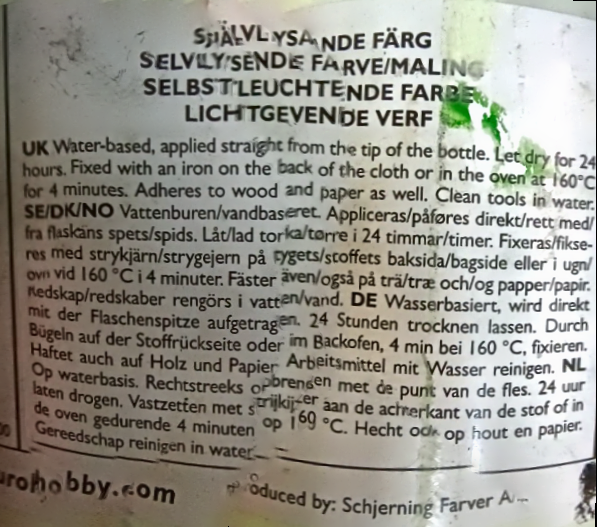 SJÄLVLYSANDE FÄRG
SELVLYSENDE FARVE/MALING
SELBSTLEUCHTENDE FARBE
LICHTGEVENDE VERF
UK Water-based, applied straight from the tip of the bottle. Let dry for 24
hours. Fixed with an iron on the back of the cloth or in the oven at 160°C
for 4 minutes. Adheres to wood and paper as well. Clean tools in water.
SE/DK/NO Vattenburen/vandbaseret. Appliceras/påføres direkt/rett med/
fra flaskans spets/spids. Låt/lad torka/tørre i 24 timmar/timer. Fixeras/fikse-
res med strykjärn/strygejern på tygets/stoffets baksida/bagside eller i ugn/
ovn vid 160 °C i 4 minuter. Fäster även/også på trä/træ och/og papper/papir.
Redskap/redskaber rengörs i vatten/vand. DE Wasserbasiert, wird direkt
mit der Flaschenspitze aufgetragen. 24 Stunden trocknen lassen. Durch
Bügeln auf der Stoffrückseite oder im Backofen, 4 min bei 160 °C, fixieren.
Haftet auch auf Holz und Papier. Arbeitsmittel mit Wasser reinigen. NL
Op waterbasis. Rechtstreeks opbrengen met de punt van de fles. 24 uur
laten drogen. Vastzetten met strijkijzer aan de achterkant van de stof of in
de oven gedurende 4 minuten op 160 °C. Hecht ook op hout en papier.
Gereedschap reinigen in water.
urohobby.com
Produced by: Schjerning Farver